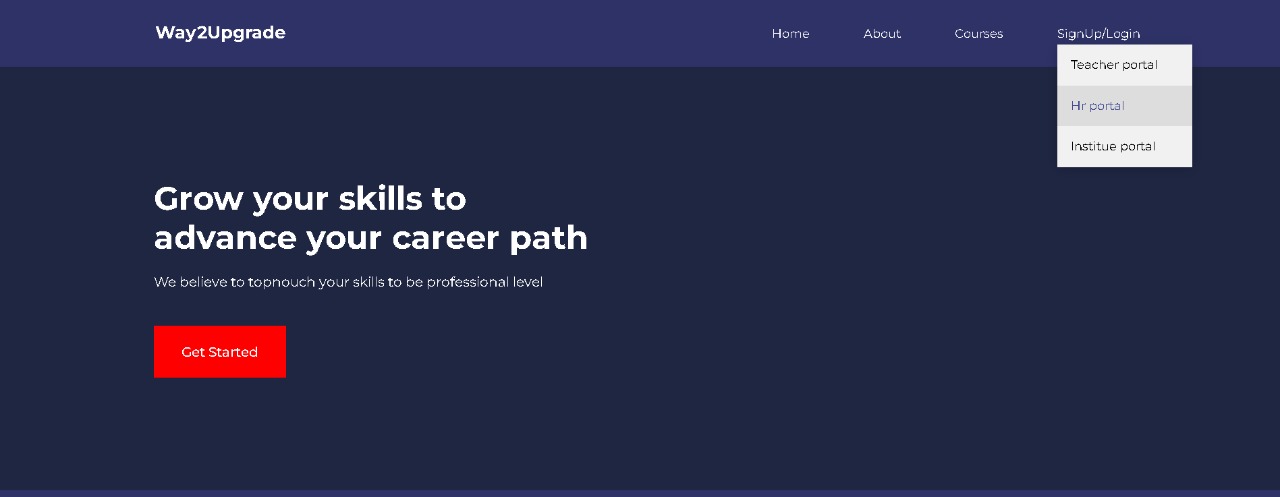 Way2Upgrade
Home
About
Courses
SignUp/Login
Teacher portal
Hr portal
Institue portal
Grow your skills to
advance your career path
We believe to topnouch your skills to be professional level
Get Started